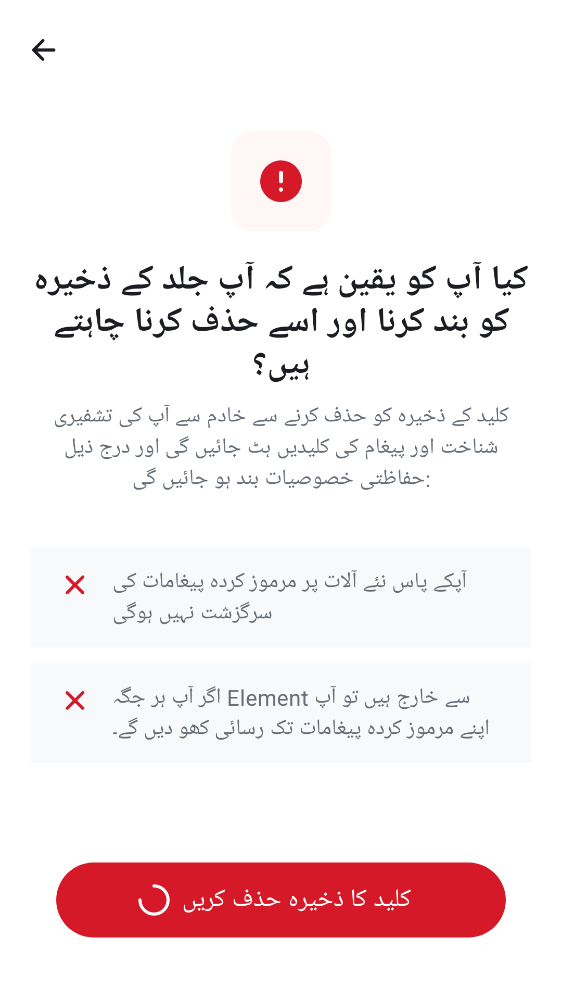 کیا آپ کو یقین ہے کہ آپ جلد کے ذخیرہ
کو بند کرنا اور اسے حذف کرنا چاہتے
ہیں؟
کلید کے ذخیرہ کو حذف کرنے سے خادم سے آپ کی تشفیری
شناخت اور پیغام کی کلیدیں ہٹ جائیں گی اور درج ذیل
حفاظتی خصوصیات بند ہو جائیں گی:
آپکے پاس نئے آلات پر مرموز کردہ پیغامات کی
سرگزشت نہیں ہوگی
اگر آپ ہر جگہ Element سے خارج ہیں تو آپ
اپنے مرموز کردہ پیغامات تک رسائی کھو دیں گے۔
کلید کا ذخیرہ حذف کریں